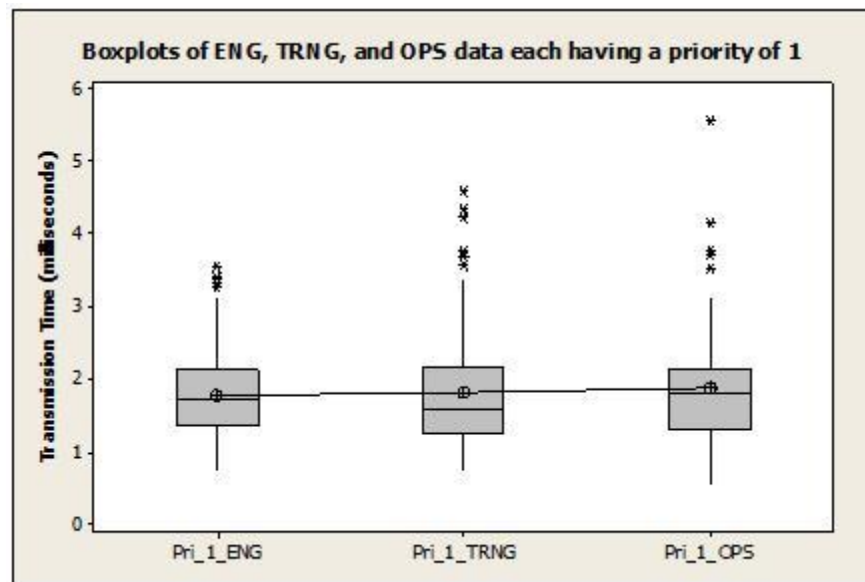 Boxplots of ENG, TRNG, and OPS data each having a priority of 1
Transmission Time (milliseconds)
6
5
4
3
2
1
0
Pri_1_ENG
Pri_1_TRNG
Pri_1_OPS